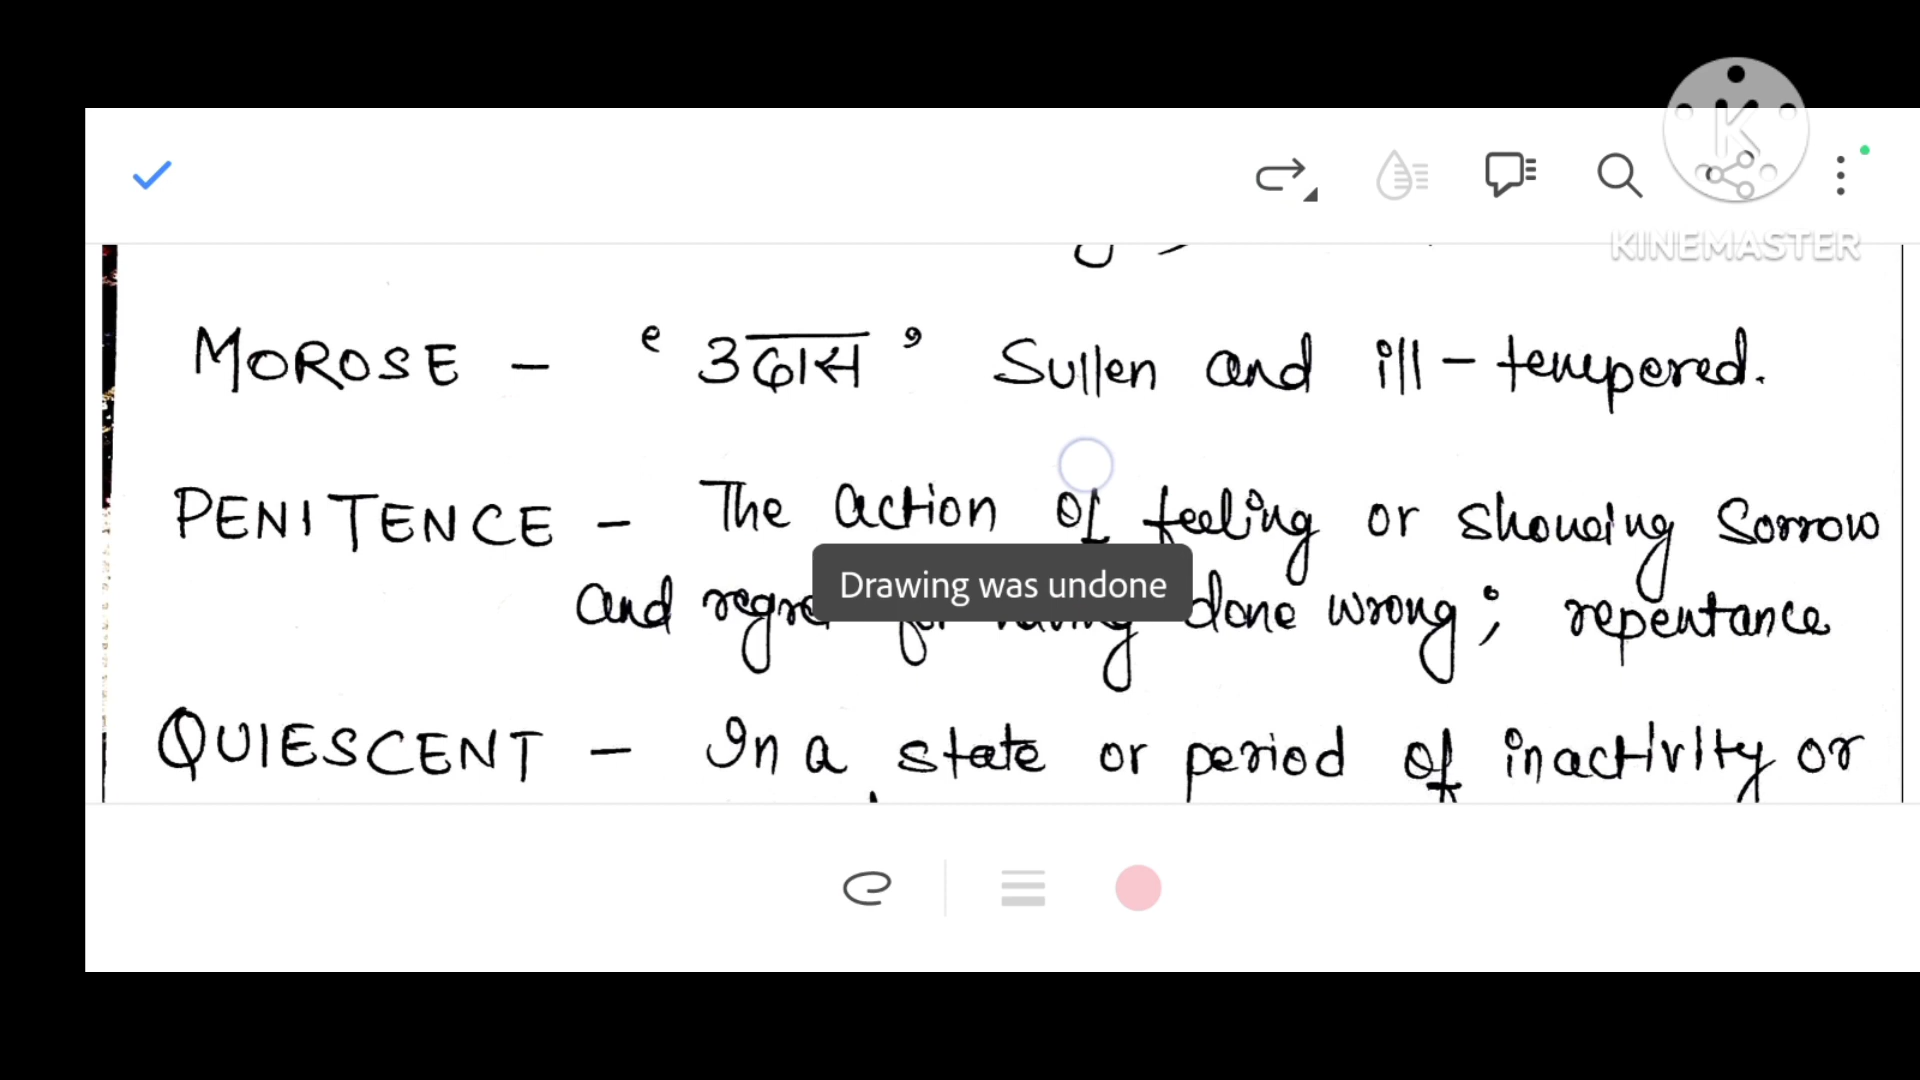 KINEMASTER
MOROSE - ‘उदास’ Sullen and ill-tempered.
PENITENCE - The action of feeling or showing Sorrow
Drawing was undone
and done wrong; repentance
QUIESCENT - In a state or period of inactivity or